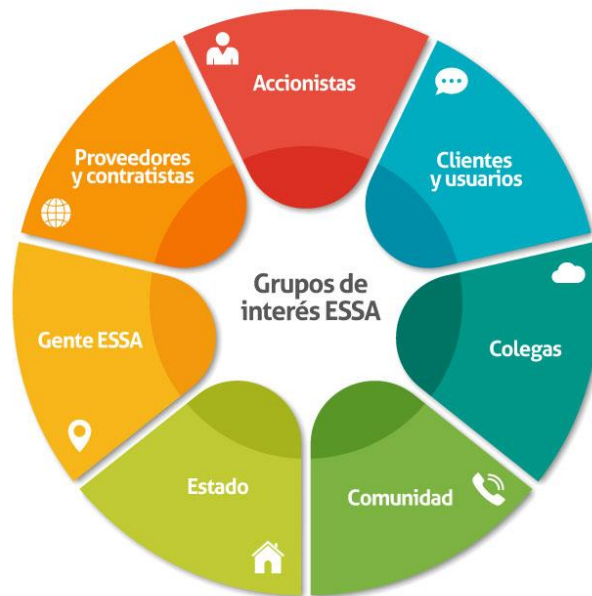 Accionistas
Clientes
y usuarios
Colegas
Comunidad
Estado
Gente ESSA
Proveedores
y contratistas
Grupos de
interés ESSA